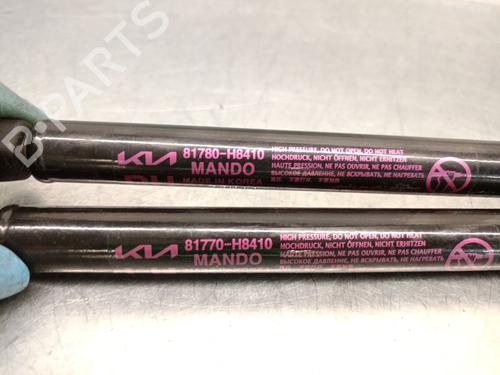 B-PARTS
KIA 81780-H8410
MANDO
MADE IN KOREA
HIGH PRESSURE, DO NOT OPEN, DO NOT HEAT
HOCHDRUCK, NICHT ÖFFNEN, NICHT ERHITZEN
HAUTE PRESSION, NE PAS OUVRIR, NE PAS CHAUFFER
ВЫСОКОЕ ДАВЛЕНИЕ, НЕ ВСКРЫВАТЬ, НЕ НАГРЕВАТЬ
KIA 81770-H8410
MANDO
HIGH PRESSURE, DO NOT OPEN, DO NOT HEAT
HOCHDRUCK, NICHT ÖFFNEN, NICHT ERHITZEN
HAUTE PRESSION, NE PAS OUVRIR, NE PAS CHAUFFER
ВЫСОКОЕ ДАВЛЕНИЕ, НЕ ВСКРЫВАТЬ, НЕ НАГРЕВАТЬ